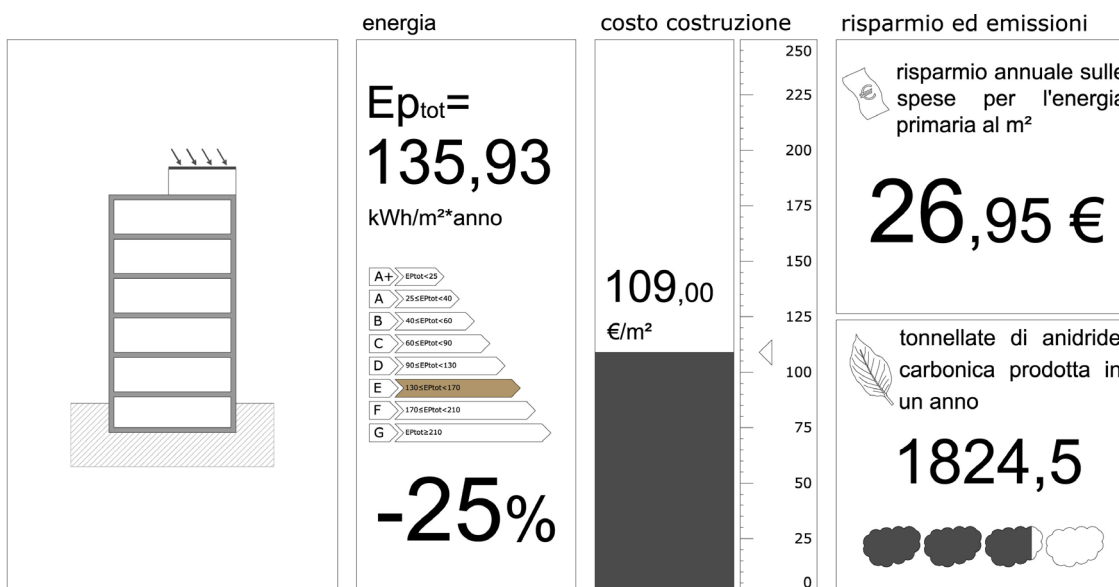 energia
Ep tot=
135,93
kWh/m²*anno
A+ EPtot<25
A 25≤EPtot<40
B 40≤EPtot<60
C 60≤EPtot<90
D 90≤EPtot<130
E 130≤EPtot<170
F 170≤EPtot<210
G EPtot≥210
-25%
costo costruzione
109,00
€/m²
250
225
200
175
150
125
100
75
50
25
0
risparmio ed emissioni
€
risparmio annuale sulle
spese per l'energia
primaria al m²
26,95 €
tonnellate di anidride
carbonica prodotta in
un anno
1824,5